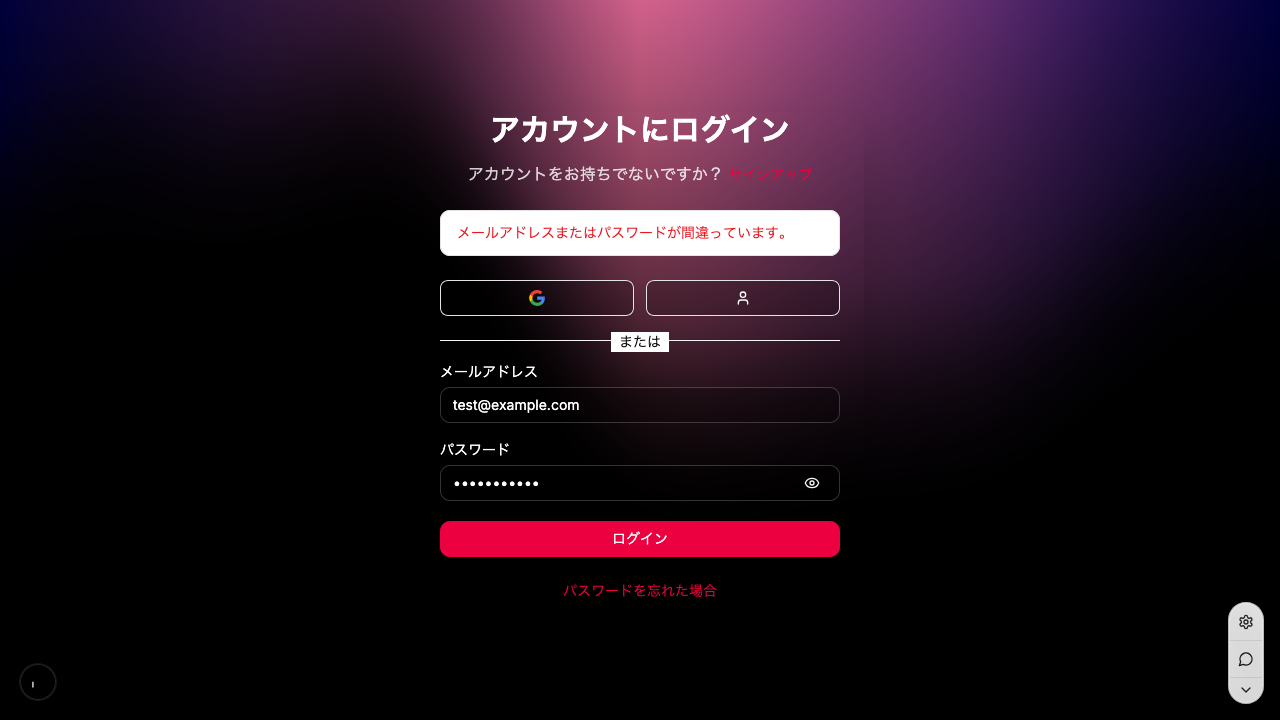 アカウントにログイン
アカウントをお持ちでないですか？ サインアップ
メールアドレスまたはパスワードが間違っています。
または
メールアドレス
test@example.com
パスワード
•••••••••••
ログイン
パスワードを忘れた場合